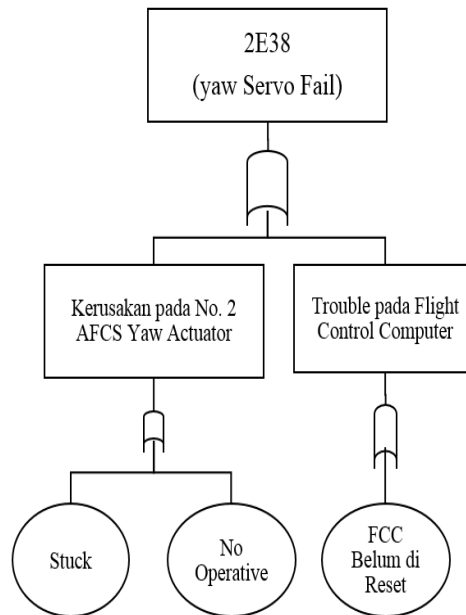 2E38
(yaw Servo Fail)
Kerusakan pada No. 2
AFCS Yaw Actuator
Trouble pada Flight
Control Computer
Stuck
No
Operative
FCC
Belum di
Reset